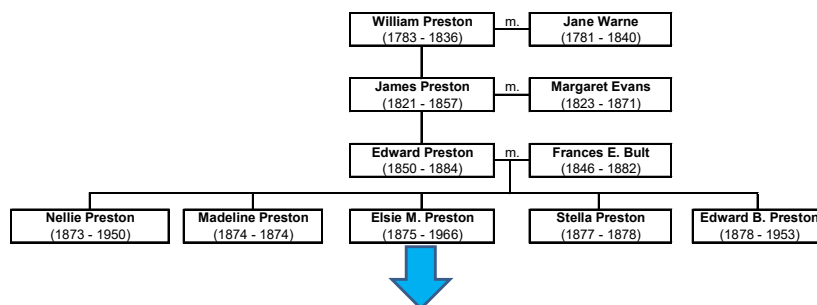 William Preston m. Jane Warne
(1783 - 1836) (1781 - 1840)
James Preston m. Margaret Evans
(1821 - 1857) (1823 - 1871)
Edward Preston m. Frances E. Bult
(1850 - 1884) (1846 - 1882)
Nellie Preston Madeline Preston Elsie M. Preston Stella Preston Edward B. Preston
(1873 - 1950) (1874 - 1874) (1875 - 1966) (1877 - 1878) (1878 - 1953)